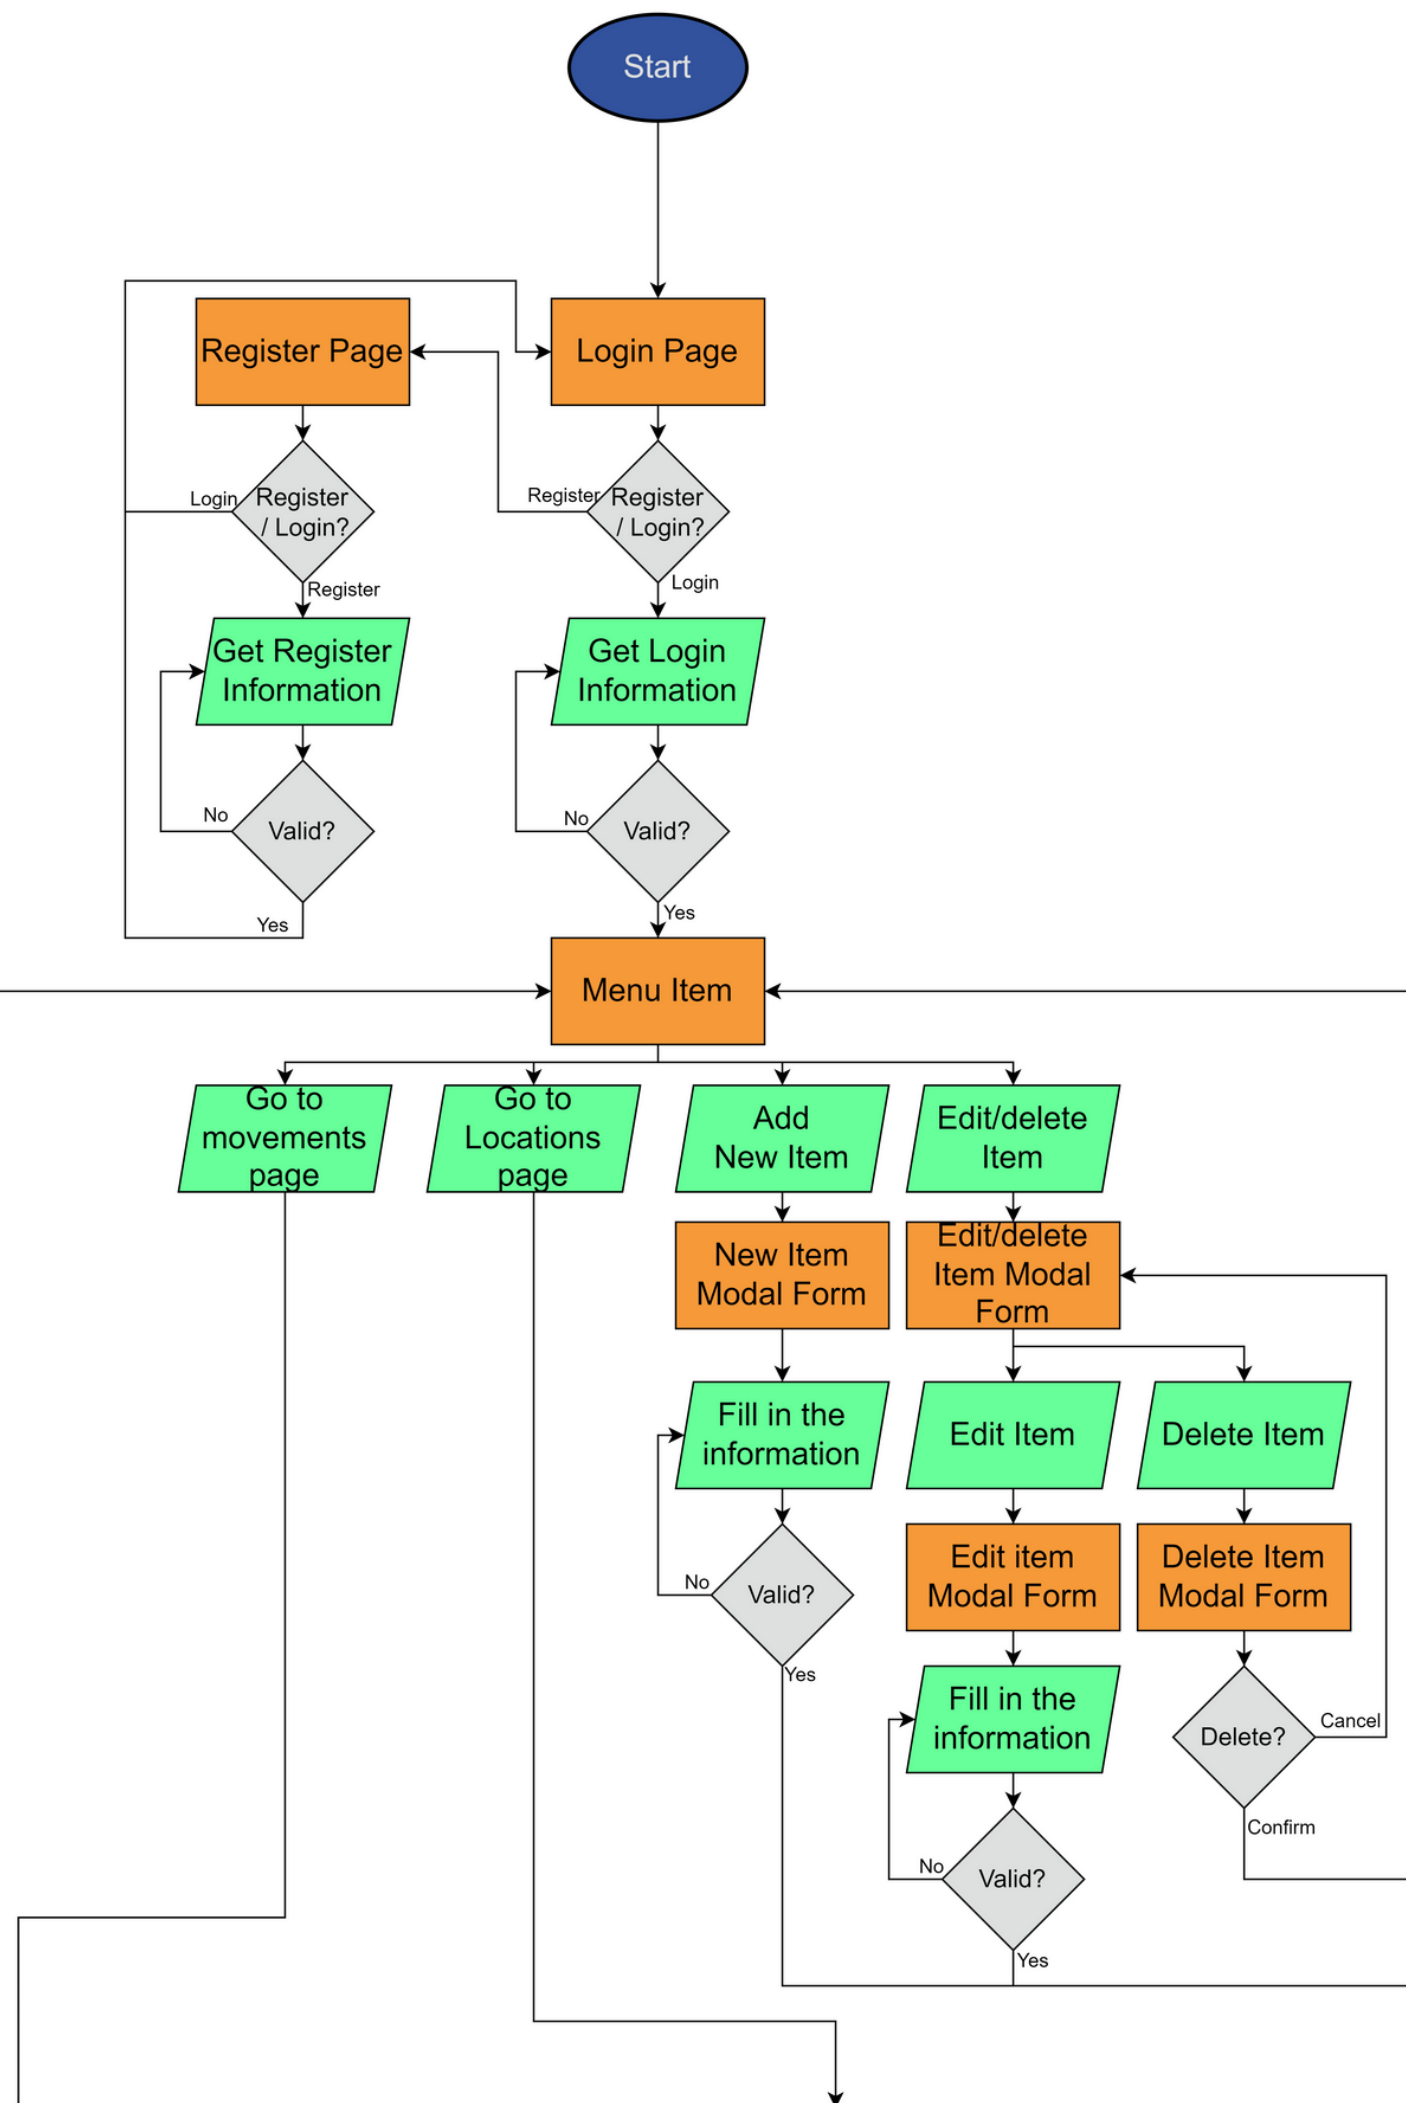 Start
Register Page
Login Page
Login
Register
/ Login?
Register
Register
/ Login?
Register
Login
Get Register
Information
Get Login
Information
No
Valid?
No
Valid?
Yes
Yes
Menu Item
Go to
movements
page
Go to
Locations
page
Add
New Item
Edit/delete
Item
New Item
Modal Form
Edit/delete
Item Modal
Form
Fill in the
information
Edit Item
Delete Item
No
Valid?
Edit item
Modal Form
Delete Item
Modal Form
Yes
Fill in the
information
Delete?
Cancel
Confirm
No
Valid?
Yes